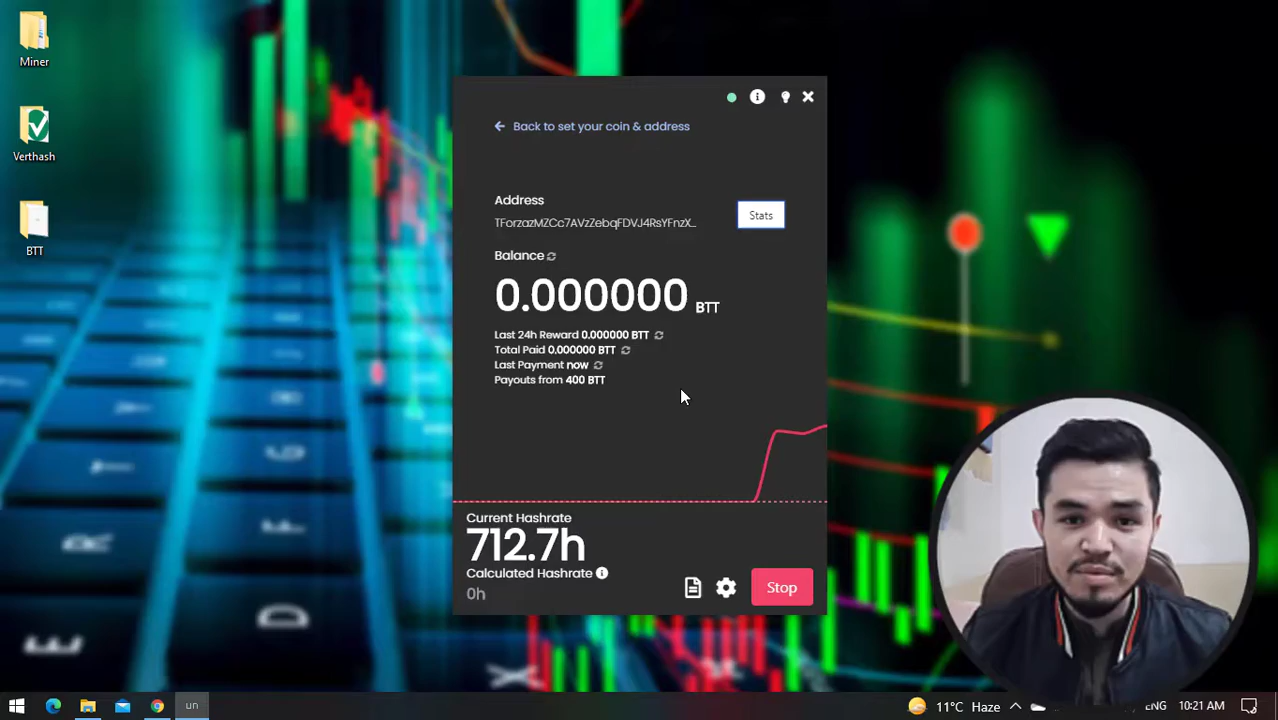 Miner
Verthash
BTT
Back to set your coin & address
Address
TForzazMZCc7AVzZebqFDVJ4RsYFnzX...
Stats
Balance
0.000000 BTT
Last 24h Reward 0.000000 BTT
Total Paid 0.000000 BTT
Last Payment now
Payouts from 400 BTT
Current Hashrate
712.7h
Calculated Hashrate
0h
Stop
un
11°C Haze
ENG
10:21 AM